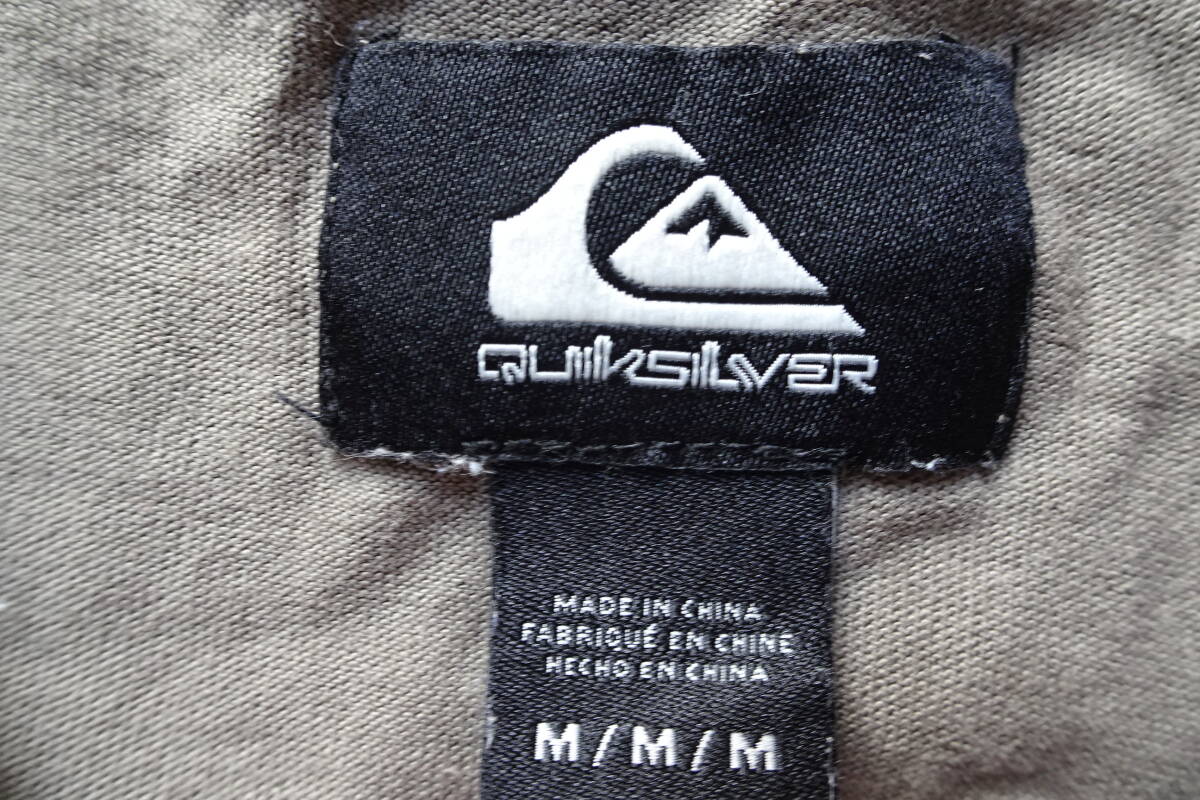 QUIKSILVER
MADE IN CHINA
FABRIQUÉ EN CHINE
HECHO EN CHINA
M / M / M